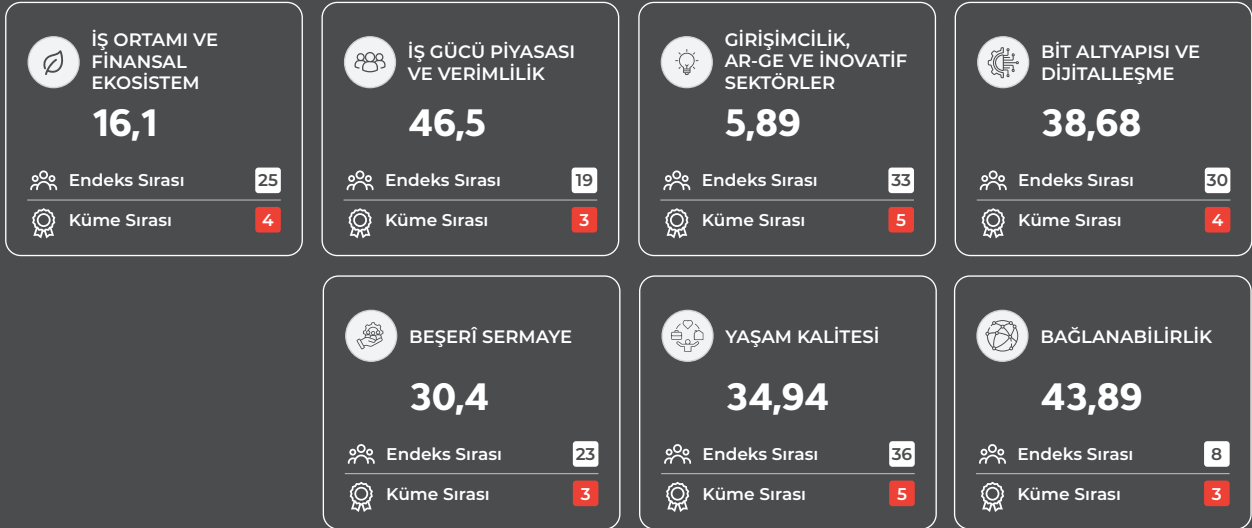 İŞ ORTAMI VE
FİNANSAL
EKOSİSTEM
16,1
Endeks Sırası 25
Küme Sırası 4
İŞ GÜCÜ PİYASASI
VE VERİMLİLİK
46,5
Endeks Sırası 19
Küme Sırası 3
GİRİŞİMCİLİK,
AR-GE VE İNOVATİF
SEKTÖRLER
5,89
Endeks Sırası 33
Küme Sırası 5
BİT ALTYAPISI VE
DİJİTALLEŞME
38,68
Endeks Sırası 30
Küme Sırası 4
BEŞERÎ SERMAYE
30,4
Endeks Sırası 23
Küme Sırası 3
YAŞAM KALİTESİ
34,94
Endeks Sırası 36
Küme Sırası 5
BAĞLANABİLİRLİK
43,89
Endeks Sırası 8
Küme Sırası 3